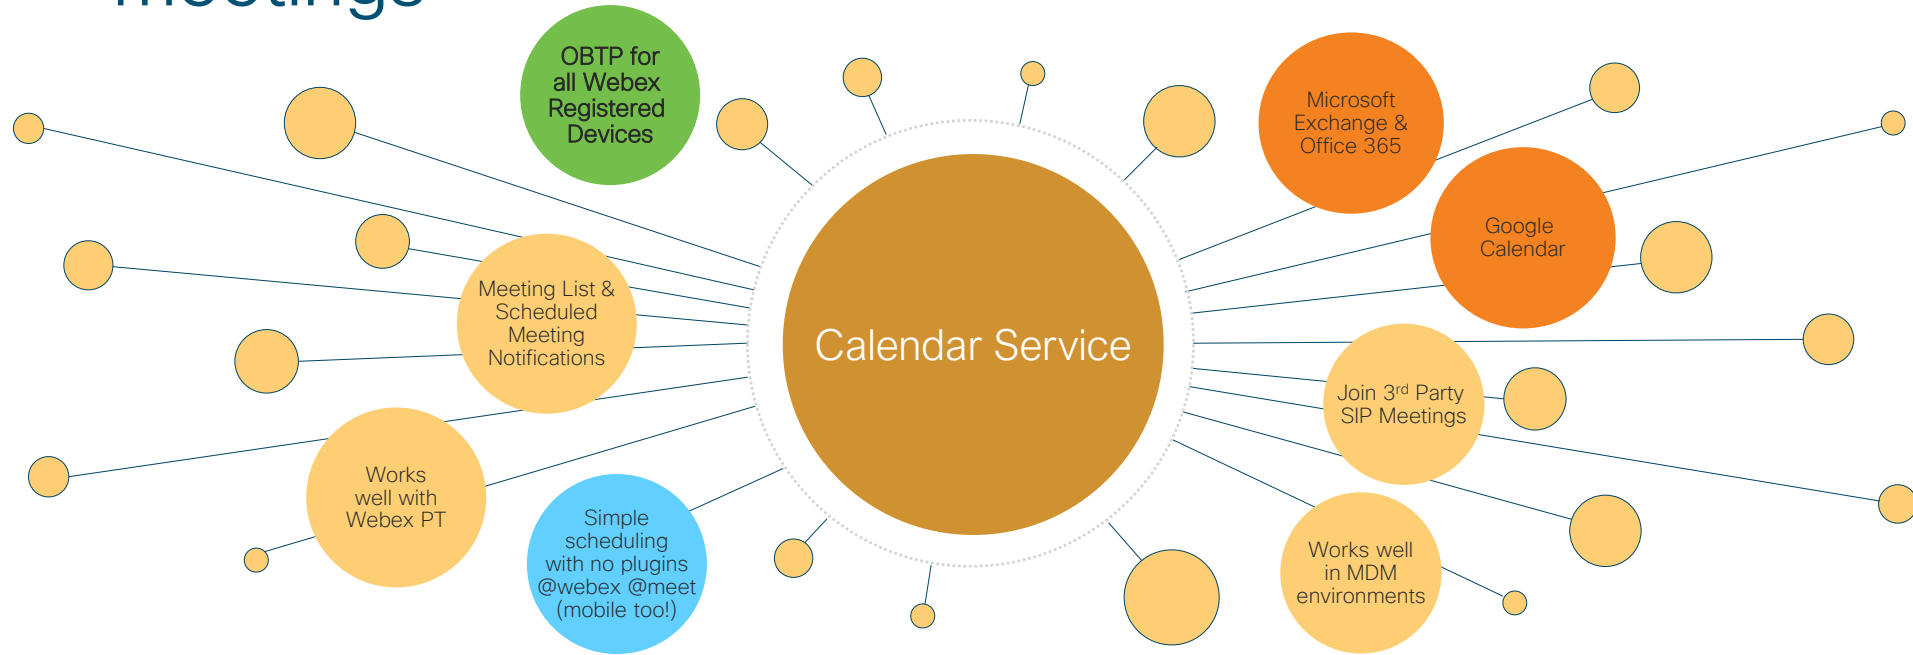 meetings
OBTP for
all Webex
Registered
Devices
Microsoft
Exchange &
Office 365
Google
Calendar
Meeting List &
Scheduled
Meeting
Notifications
Calendar Service
Join 3rd Party
SIP Meetings
Works
well with
Webex PT
Simple
scheduling
with no plugins
@webex @meet
(mobile too!)
Works well
in MDM
environments